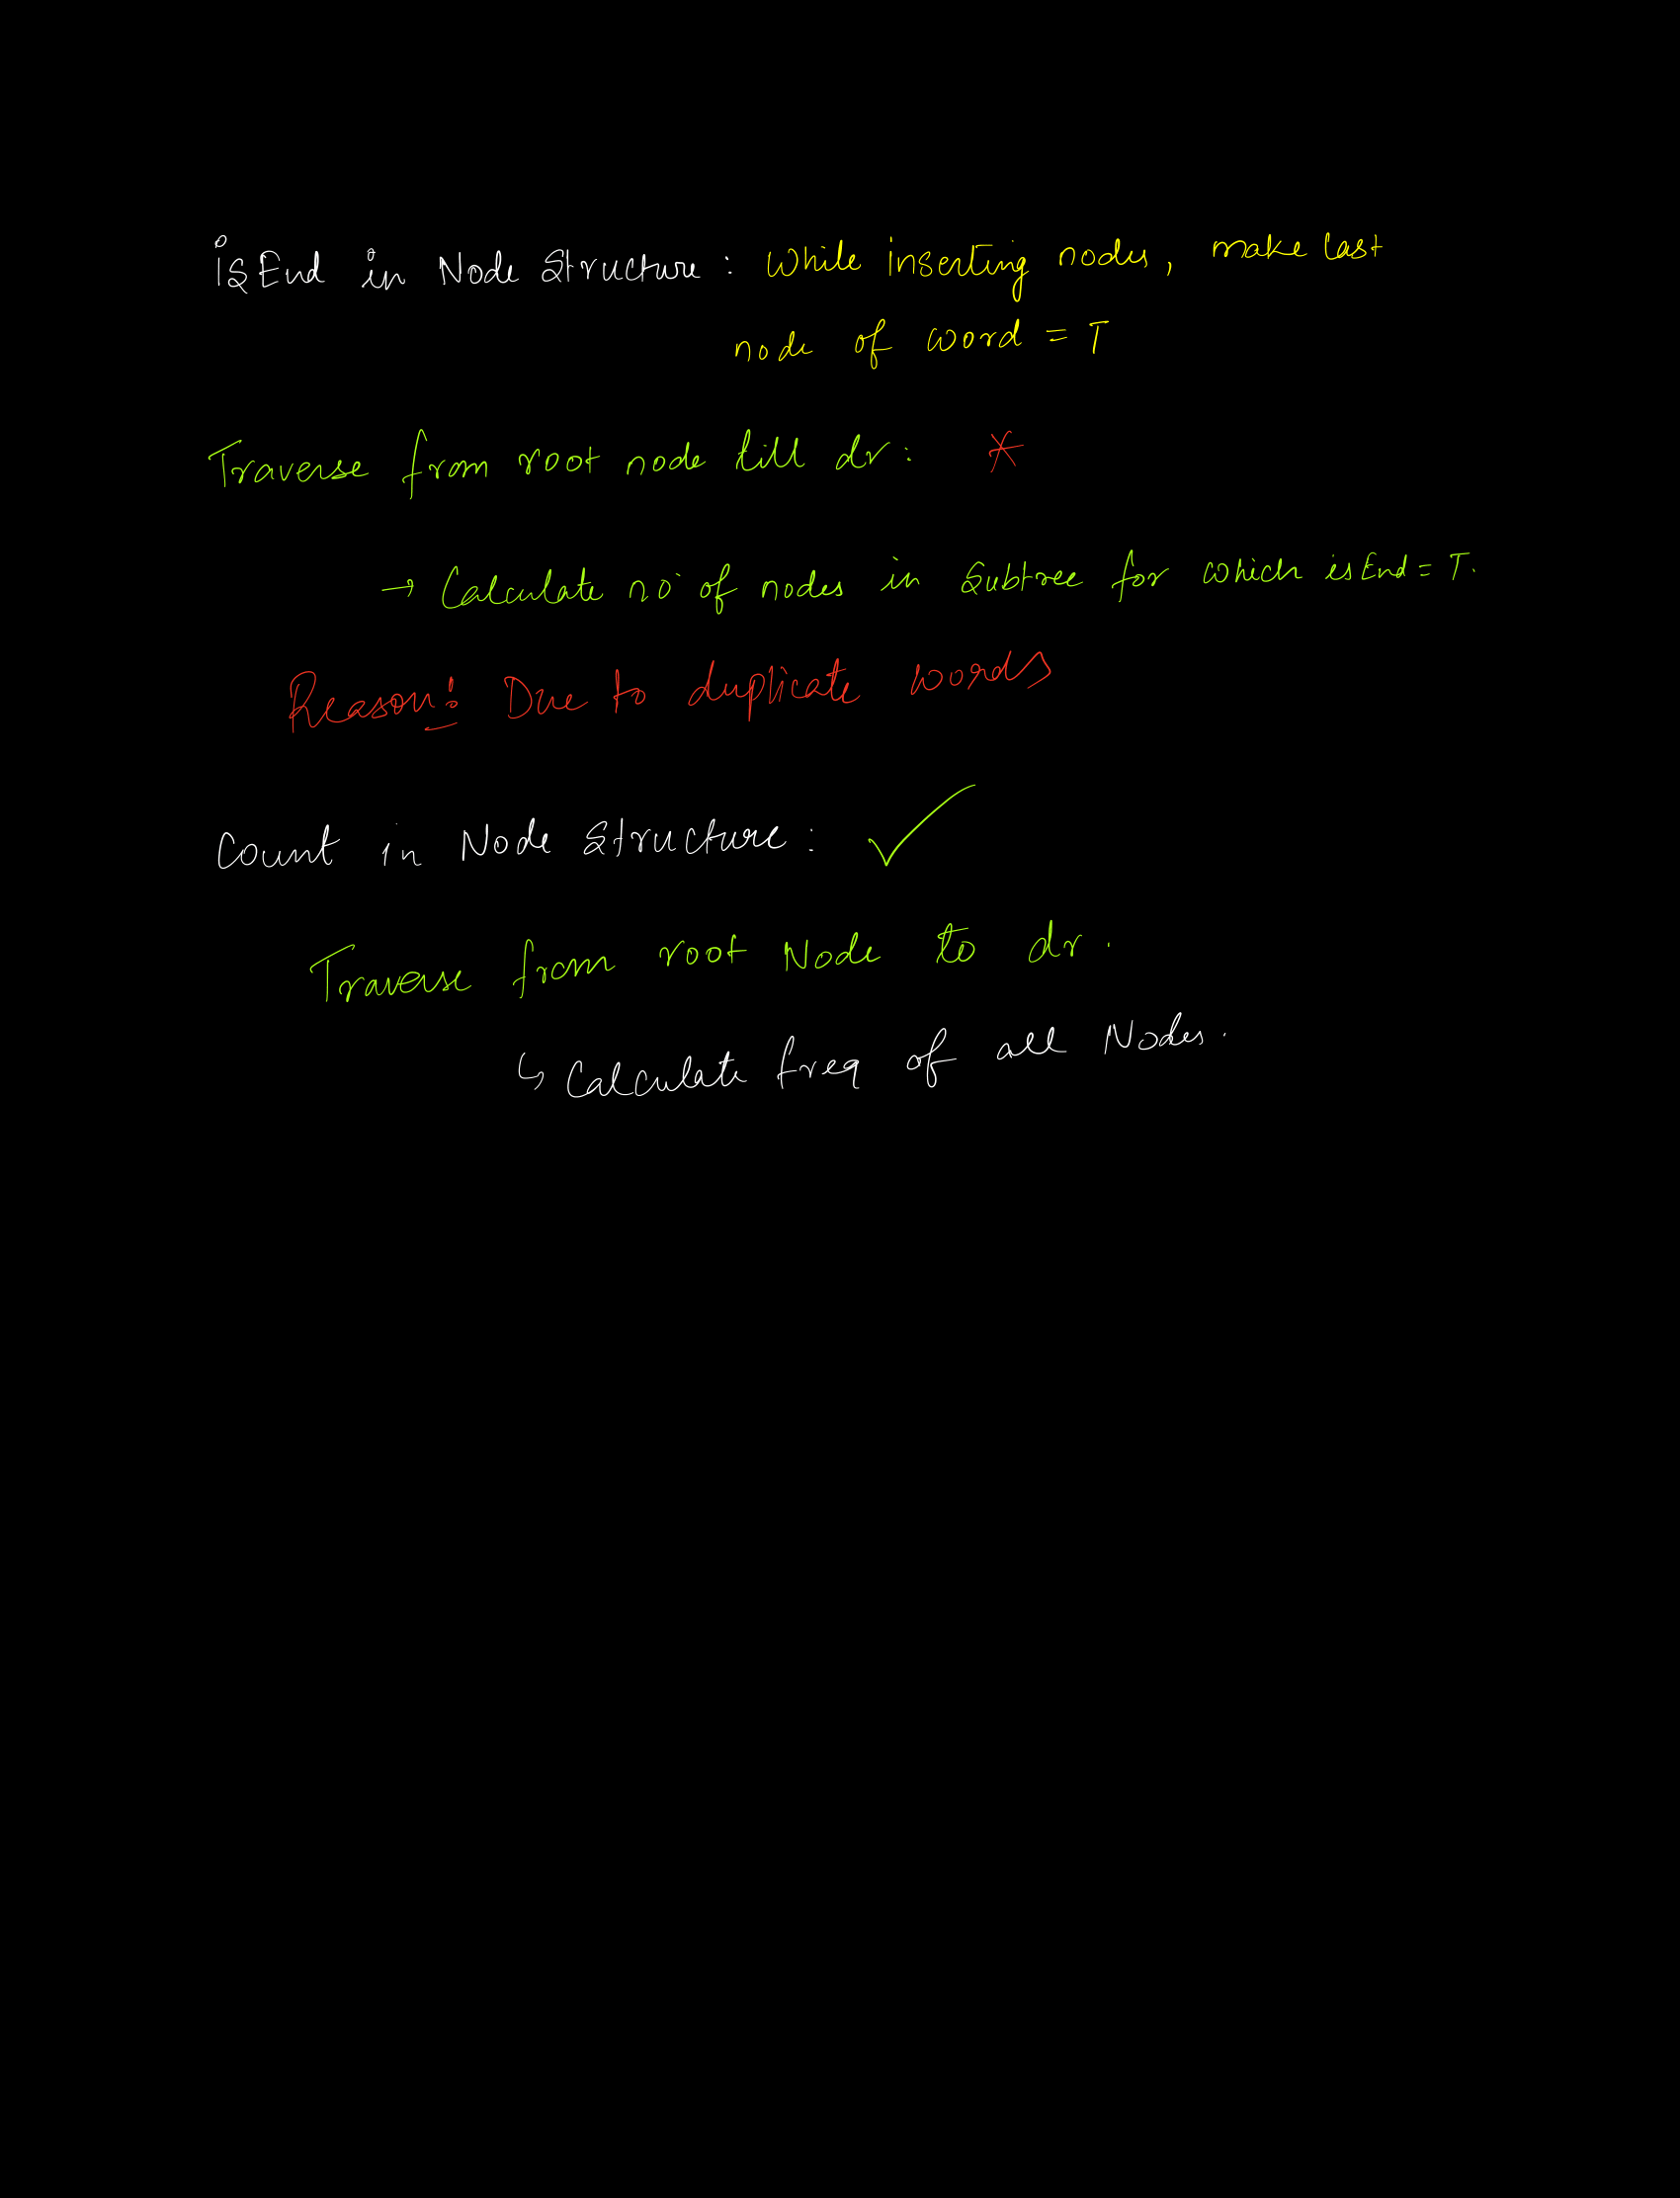 isEnd in Node Structure : While inserting nodes, make last
node of word = T
Traverse from root node till dr :
→ Calculate no of nodes in Subtree for which isEnd = T.
Reason: Due to duplicate words
Count in Node Structure : ✓
Traverse from root Node to dr.
↳ Calculate freq of all Nodes.